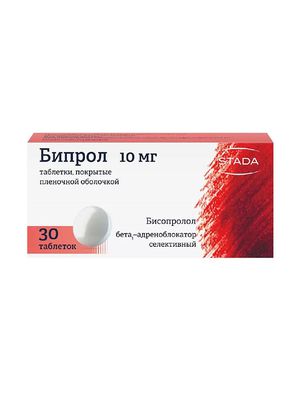 Бипрол 10 мг
STADA
таблетки, покрытые
пленочной оболочкой
30
таблеток
Бисопролол
бета₁-адреноблокатор
селективный